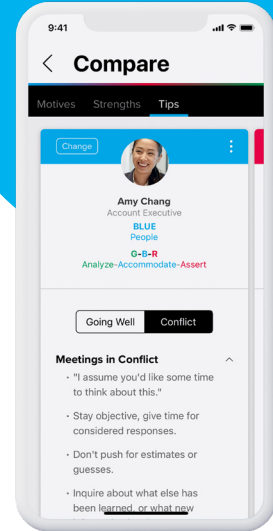 9:41
Compare
Motives Strengths Tips
Change
Amy Chang
Account Executive
BLUE
People
G-B-R
Analyze-Accommodate-Assert
Going Well Conflict
Meetings in Conflict
• "I assume you'd like some time
to think about this."
• Stay objective, give time for
considered responses.
• Don't push for estimates or
guesses.
• Inquire about what else has
been learned, or what new